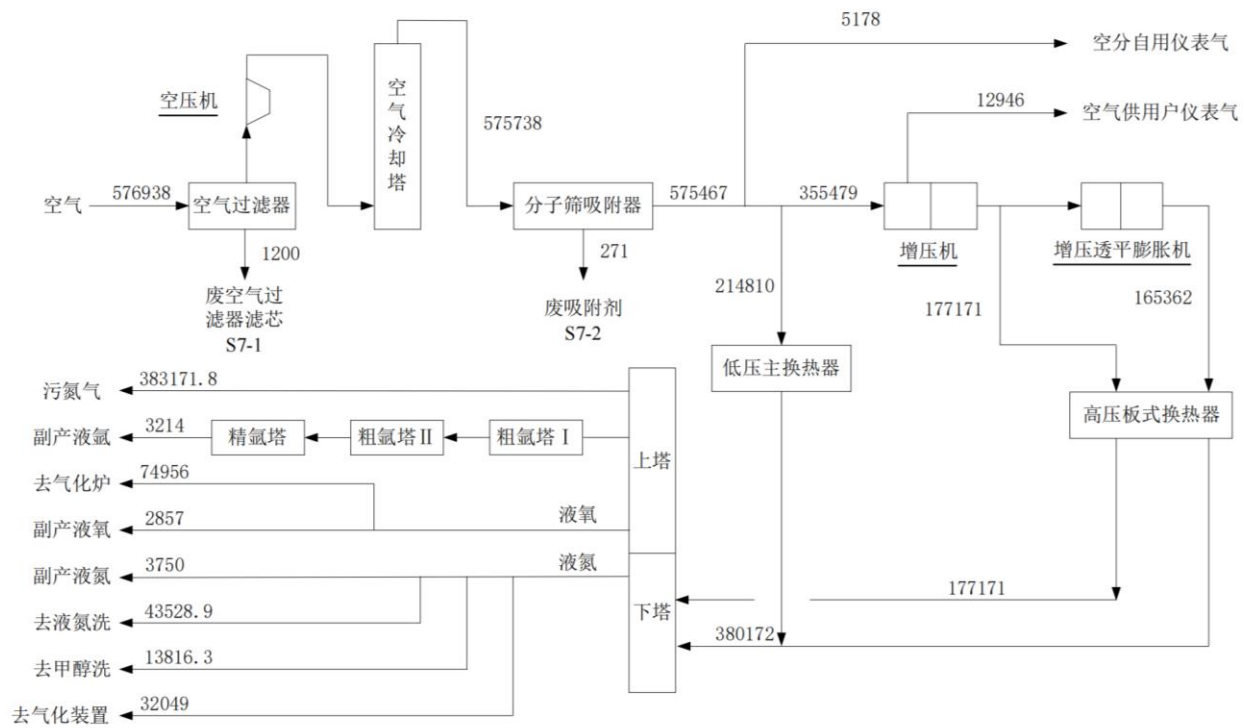 5178
空分自用仪表气
空压机
空气冷却塔
12946
空气供用户仪表气
575738
空气
576938
空气过滤器
分子筛吸附器
575467
355479
增压机
增压透平膨胀机
1200
271
214810
177171
165362
废空气过
滤器滤芯
S7-1
废吸附剂
S7-2
低压主换热器
高压板式换热器
污氮气
383171.8
副产液氩
3214
精氩塔
粗氩塔Ⅱ
粗氩塔Ⅰ
上塔
去气化炉
74956
副产液氧
2857
液氧
副产液氮
3750
液氮
下塔
177171
去液氮洗
43528.9
380172
去甲醇洗
13816.3
去气化装置
32049